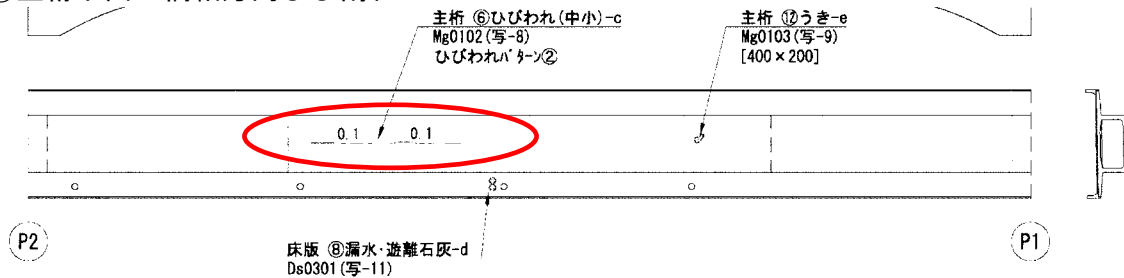 主桁 ⑥ひびわれ(中小)-c
Mg0102(写-8)
ひびわれパターン②
主桁 ⑫うき-e
Mg0103(写-9)
[400×200]
0.1 0.1
P2
P1
床版 ⑧漏水・遊離石灰-d
Ds0301(写-11)